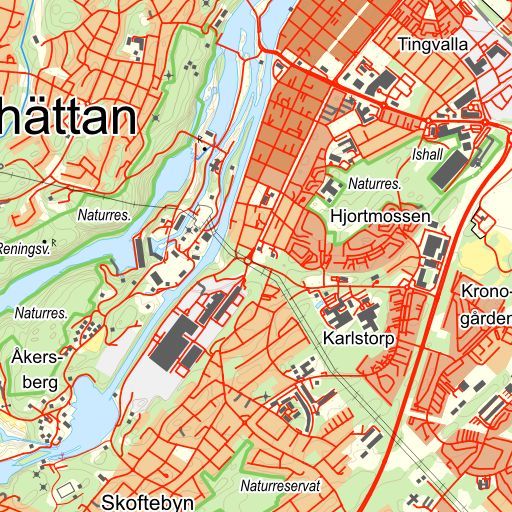 Tingvalla
hättan
Ishall
Naturres.
Naturres.
Hjortmossen
Reningsv.
Krono-
gården
Naturres.
Karlstorp
Åkers-
berg
Naturreservat
Skoftebyn